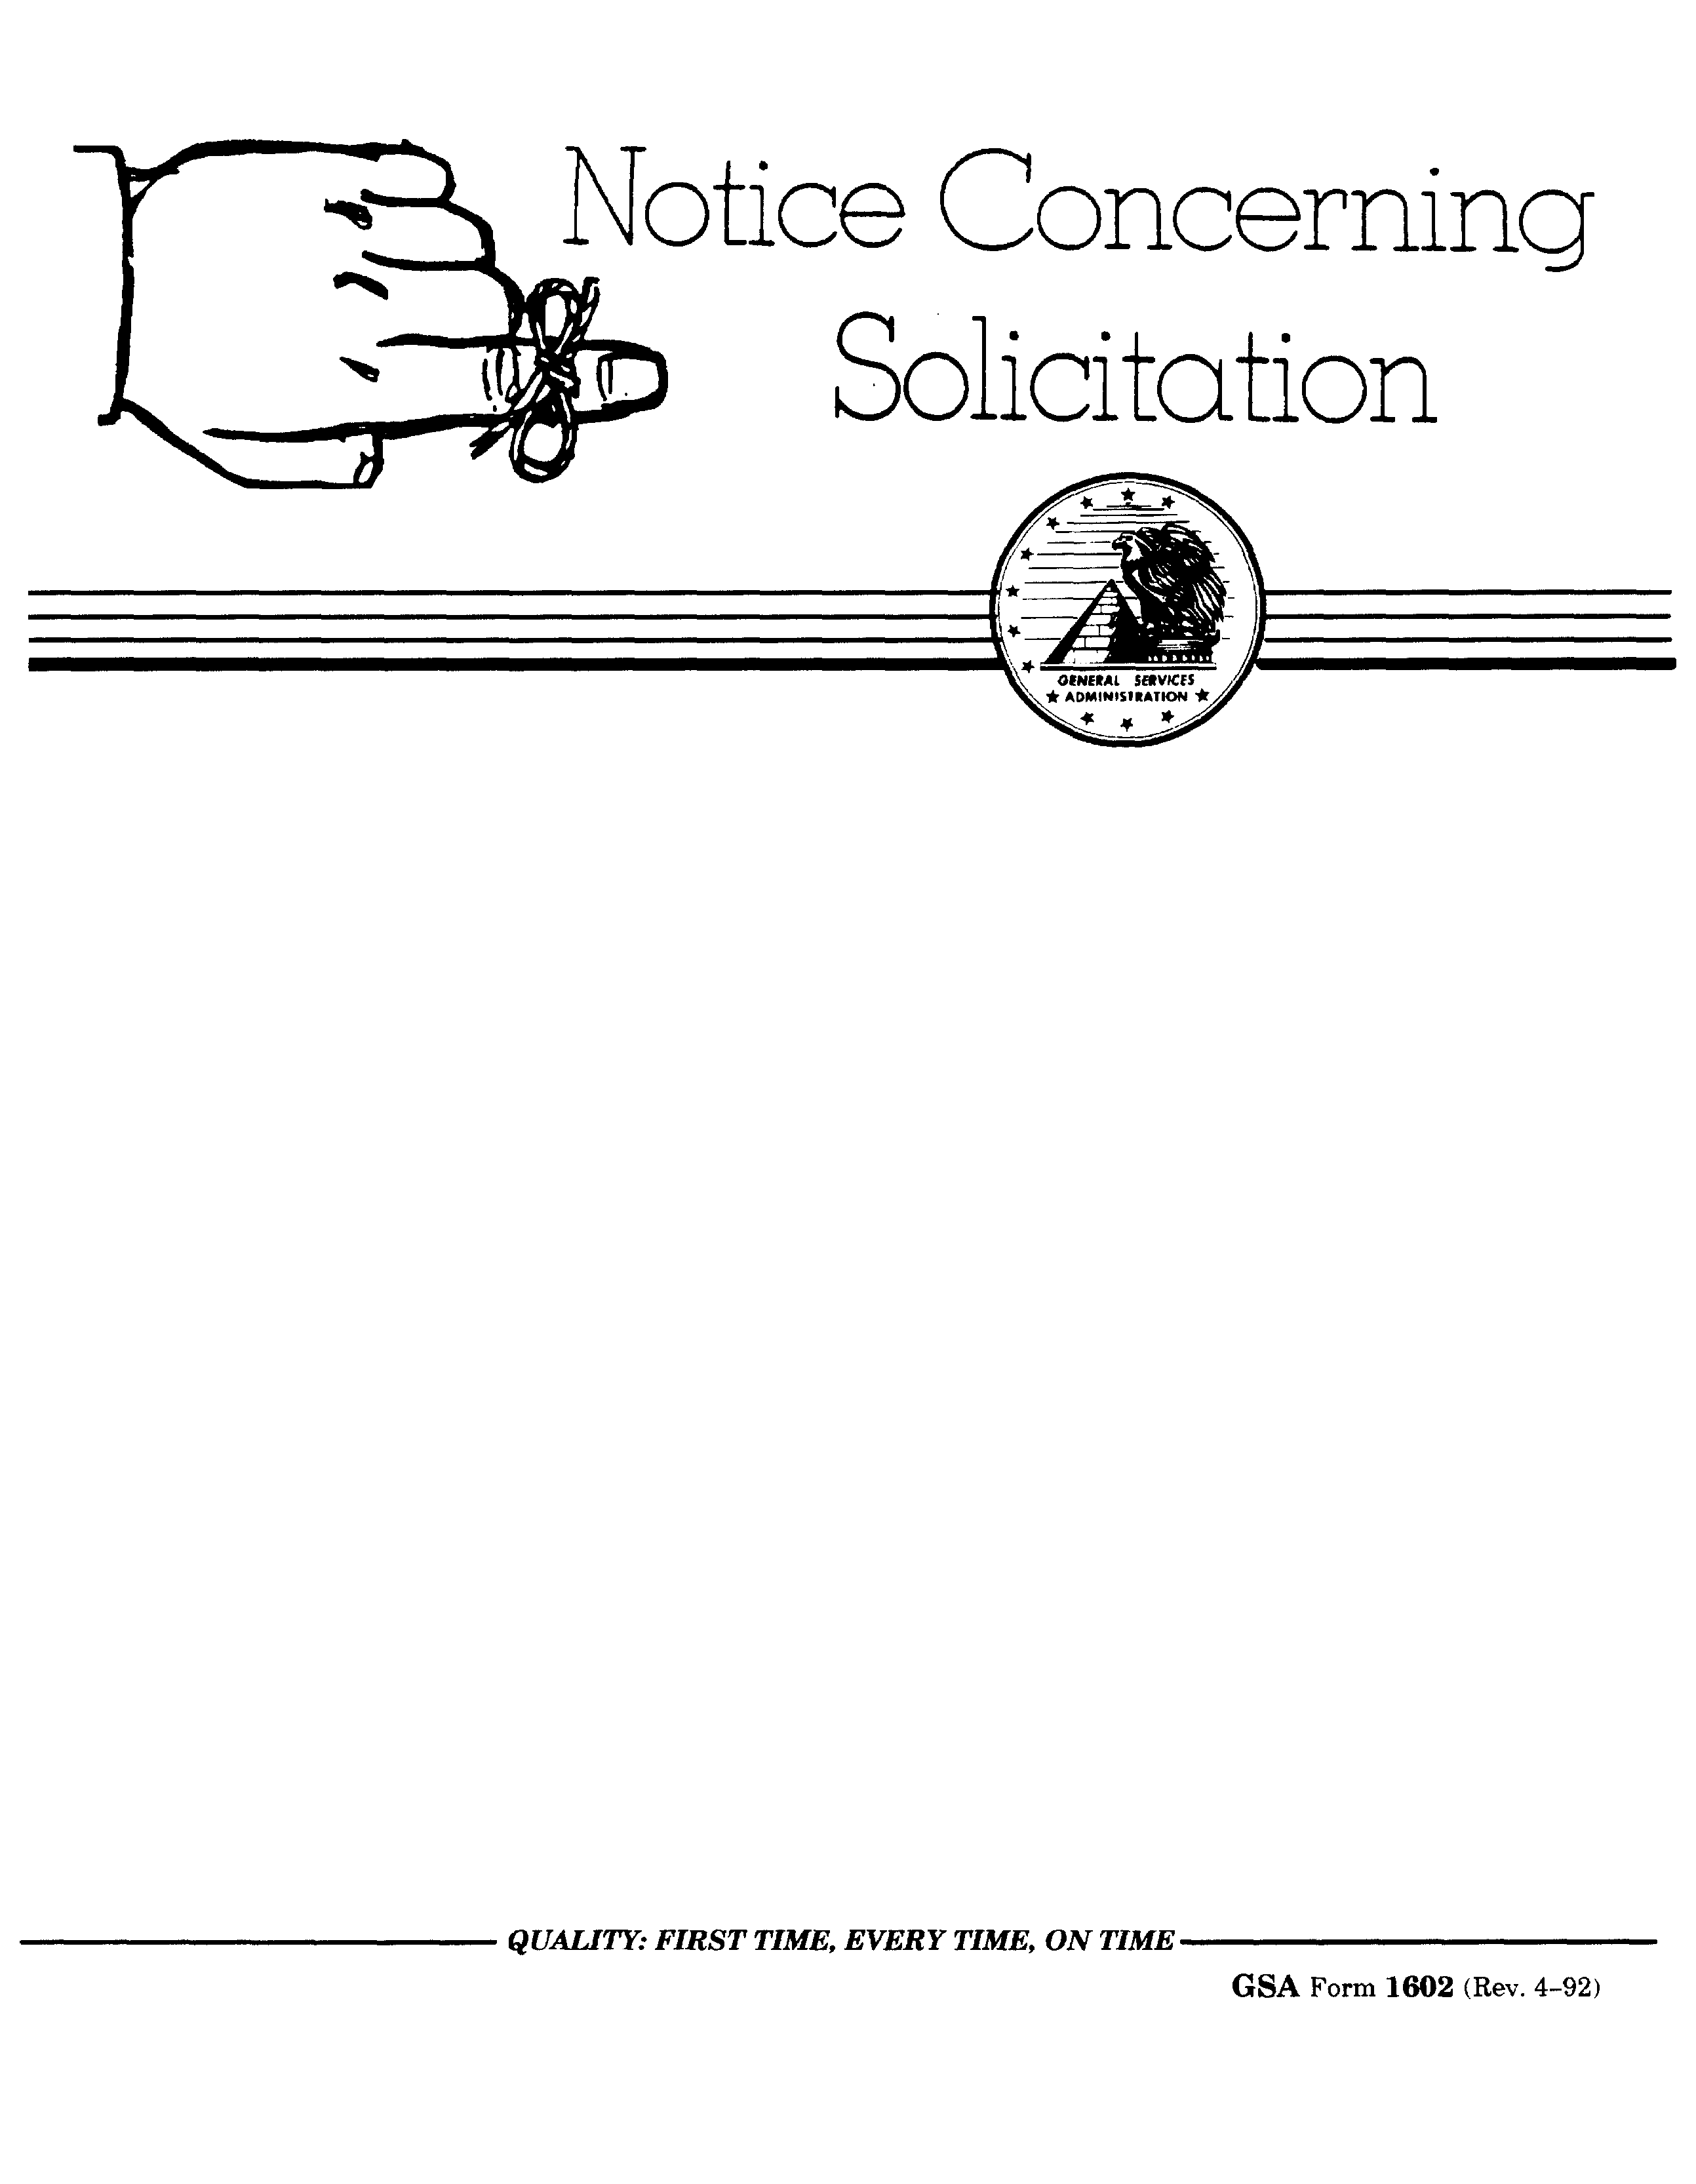 Notice Concerning
Solicitation
GENERAL SERVICES
ADMINISTRATION
QUALITY: FIRST TIME, EVERY TIME, ON TIME
GSA Form 1602 (Rev. 4-92)